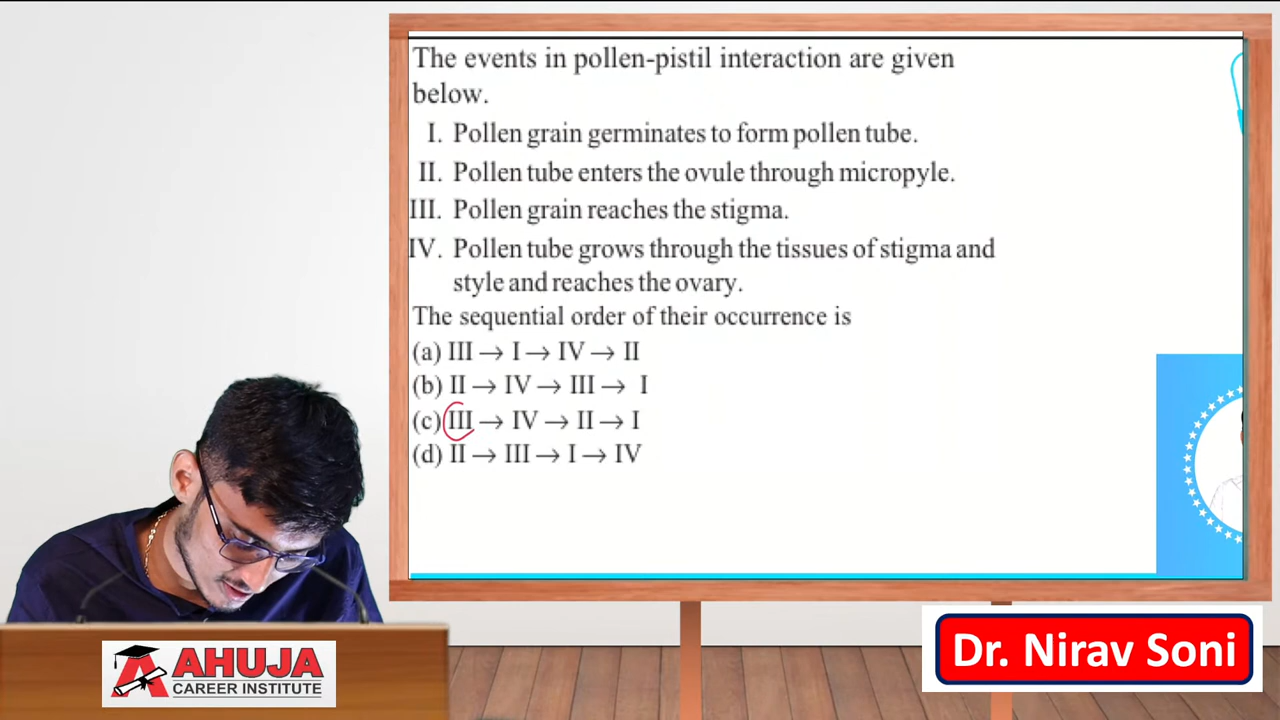 The events in pollen-pistil interaction are given
below.
I. Pollen grain germinates to form pollen tube.
II. Pollen tube enters the ovule through micropyle.
III. Pollen grain reaches the stigma.
IV. Pollen tube grows through the tissues of stigma and
style and reaches the ovary.
The sequential order of their occurrence is
(a) III → I → IV → II
(b) II → IV → III → I
(c) III → IV → II → I
(d) II → III → I → IV
AHUJA
CAREER INSTITUTE
Dr. Nirav Soni